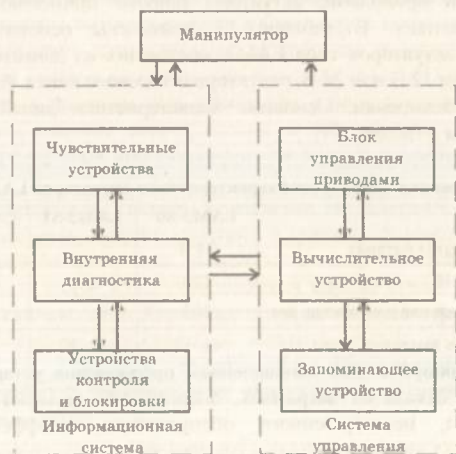 Манипулятор
Чувствительные
устройства
Внутренняя
диагностика
Устройства
контроля
и блокировки
Информационная
система
Блок
управления
приводами
Вычислительное
устройство
Запоминающее
устройство
Система
управления